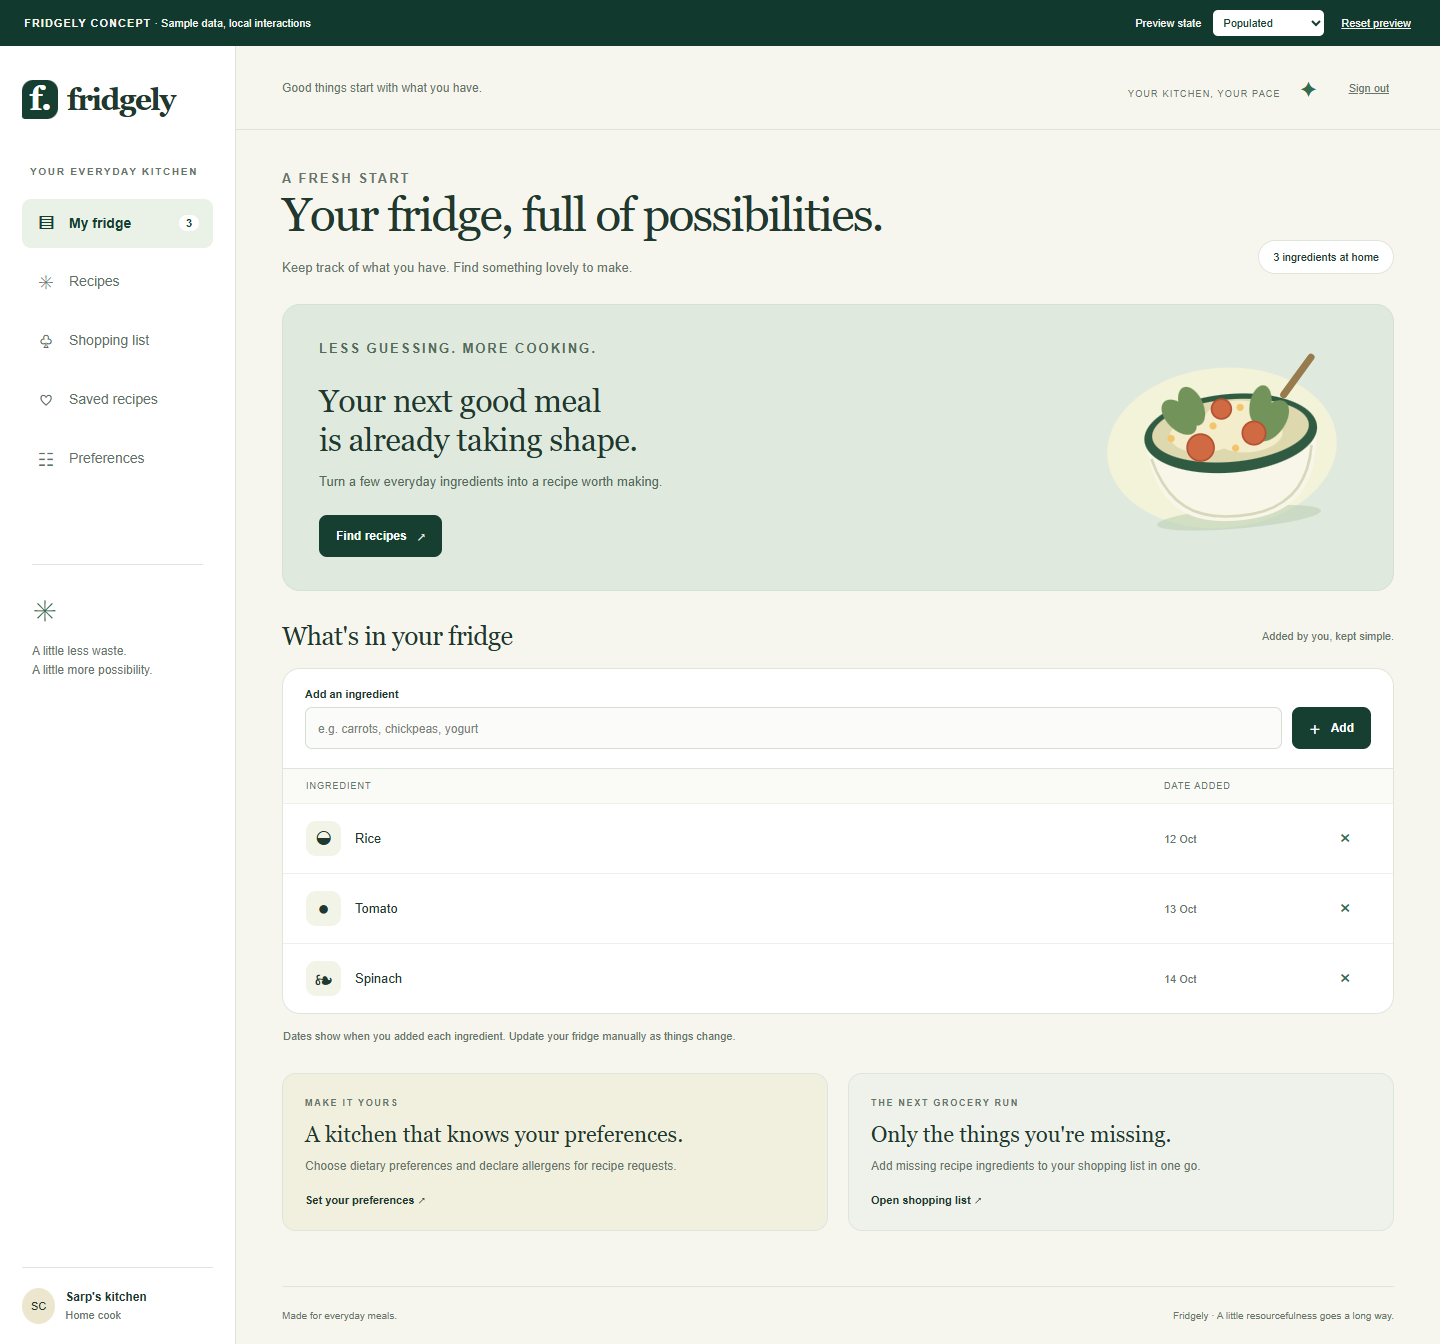 FRIDGELY CONCEPT · Sample data, local interactions
Preview state
Populated
Reset preview
f. fridgely
YOUR EVERYDAY KITCHEN
My fridge 3
Recipes
Shopping list
Saved recipes
Preferences
A little less waste.
A little more possibility.
SC
Sarp's kitchen
Home cook
Good things start with what you have.
YOUR KITCHEN, YOUR PACE
Sign out
A FRESH START
Your fridge, full of possibilities.
Keep track of what you have. Find something lovely to make.
3 ingredients at home
LESS GUESSING. MORE COOKING.
Your next good meal
is already taking shape.
Turn a few everyday ingredients into a recipe worth making.
Find recipes ↗
What's in your fridge
Added by you, kept simple.
Add an ingredient
e.g. carrots, chickpeas, yogurt
+ Add
INGREDIENT
DATE ADDED
Rice
12 Oct
×
Tomato
13 Oct
×
Spinach
14 Oct
×
Dates show when you added each ingredient. Update your fridge manually as things change.
MAKE IT YOURS
A kitchen that knows your preferences.
Choose dietary preferences and declare allergens for recipe requests.
Set your preferences ↗
THE NEXT GROCERY RUN
Only the things you're missing.
Add missing recipe ingredients to your shopping list in one go.
Open shopping list ↗
Made for everyday meals.
Fridgely · A little resourcefulness goes a long way.